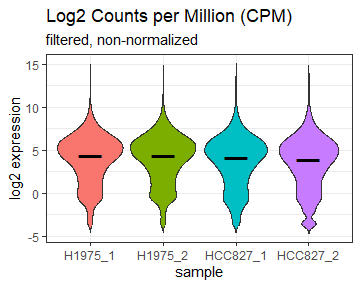 Log2 Counts per Million (CPM)
filtered, non-normalized
15
10
5
0
-5
log2 expression
H1975_1 H1975_2 HCC827_1 HCC827_2
sample